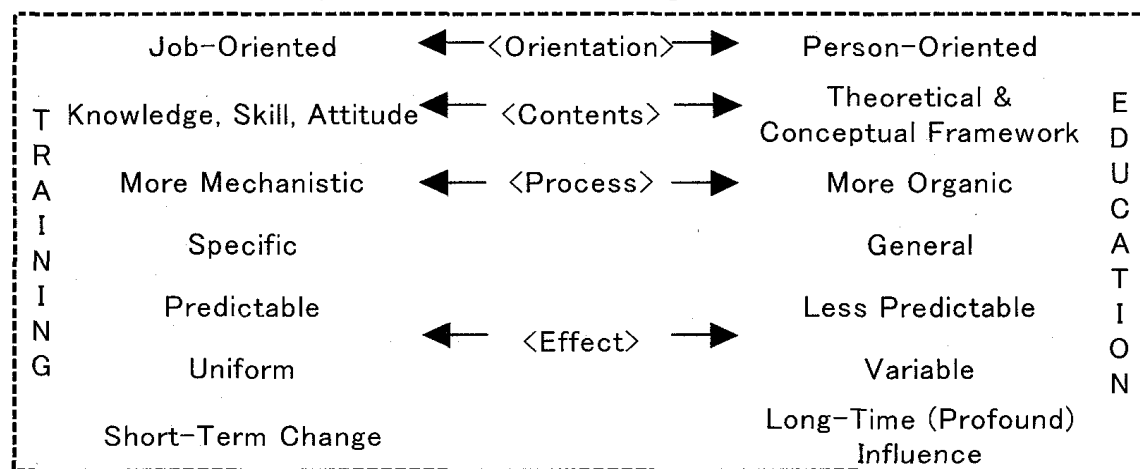 Job-Oriented <Orientation> Person-Oriented
TRAINING
Knowledge, Skill, Attitude <Contents> Theoretical &
Conceptual Framework
EDUCATION
More Mechanistic <Process> More Organic
Specific General
Predictable Less Predictable
<Effect>
Uniform Variable
Short-Term Change Long-Time (Profound)
Influence